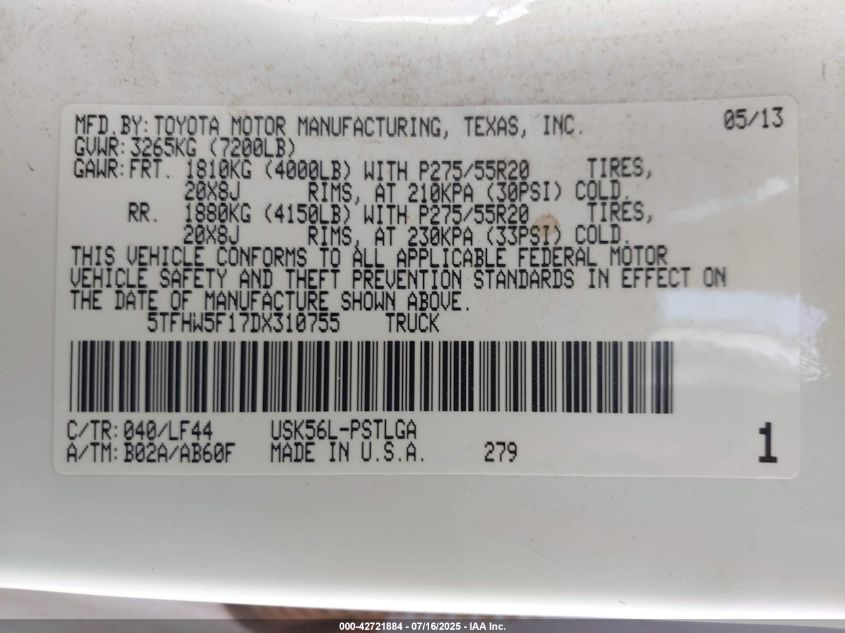 MFD.BY:TOYOTA MOTOR MANUFACTURING, TEXAS, INC. 05/13
GVWR:3265KG (7200LB)
GAWR:FRT. 1810KG (4000LB) WITH P275/55R20 TIRES,
20X8J RIMS, AT 210KPA (30PSI) COLD.
RR. 1880KG (4150LB) WITH P275/55R20 TIRES,
20X8J RIMS, AT 230KPA (33PSI) COLD.
THIS VEHICLE CONFORMS TO ALL APPLICABLE FEDERAL MOTOR
VEHICLE SAFETY AND THEFT PREVENTION STANDARDS IN EFFECT ON
THE DATE OF MANUFACTURE SHOWN ABOVE.
5TFHW5F17DX310755 TRUCK
C/TR:040/LF44 USK56L-PSTLGA
A/TM:B02A/AB60F MADE IN U.S.A. 279 1
000-42721884 - 07/16/2025 - IAA Inc.